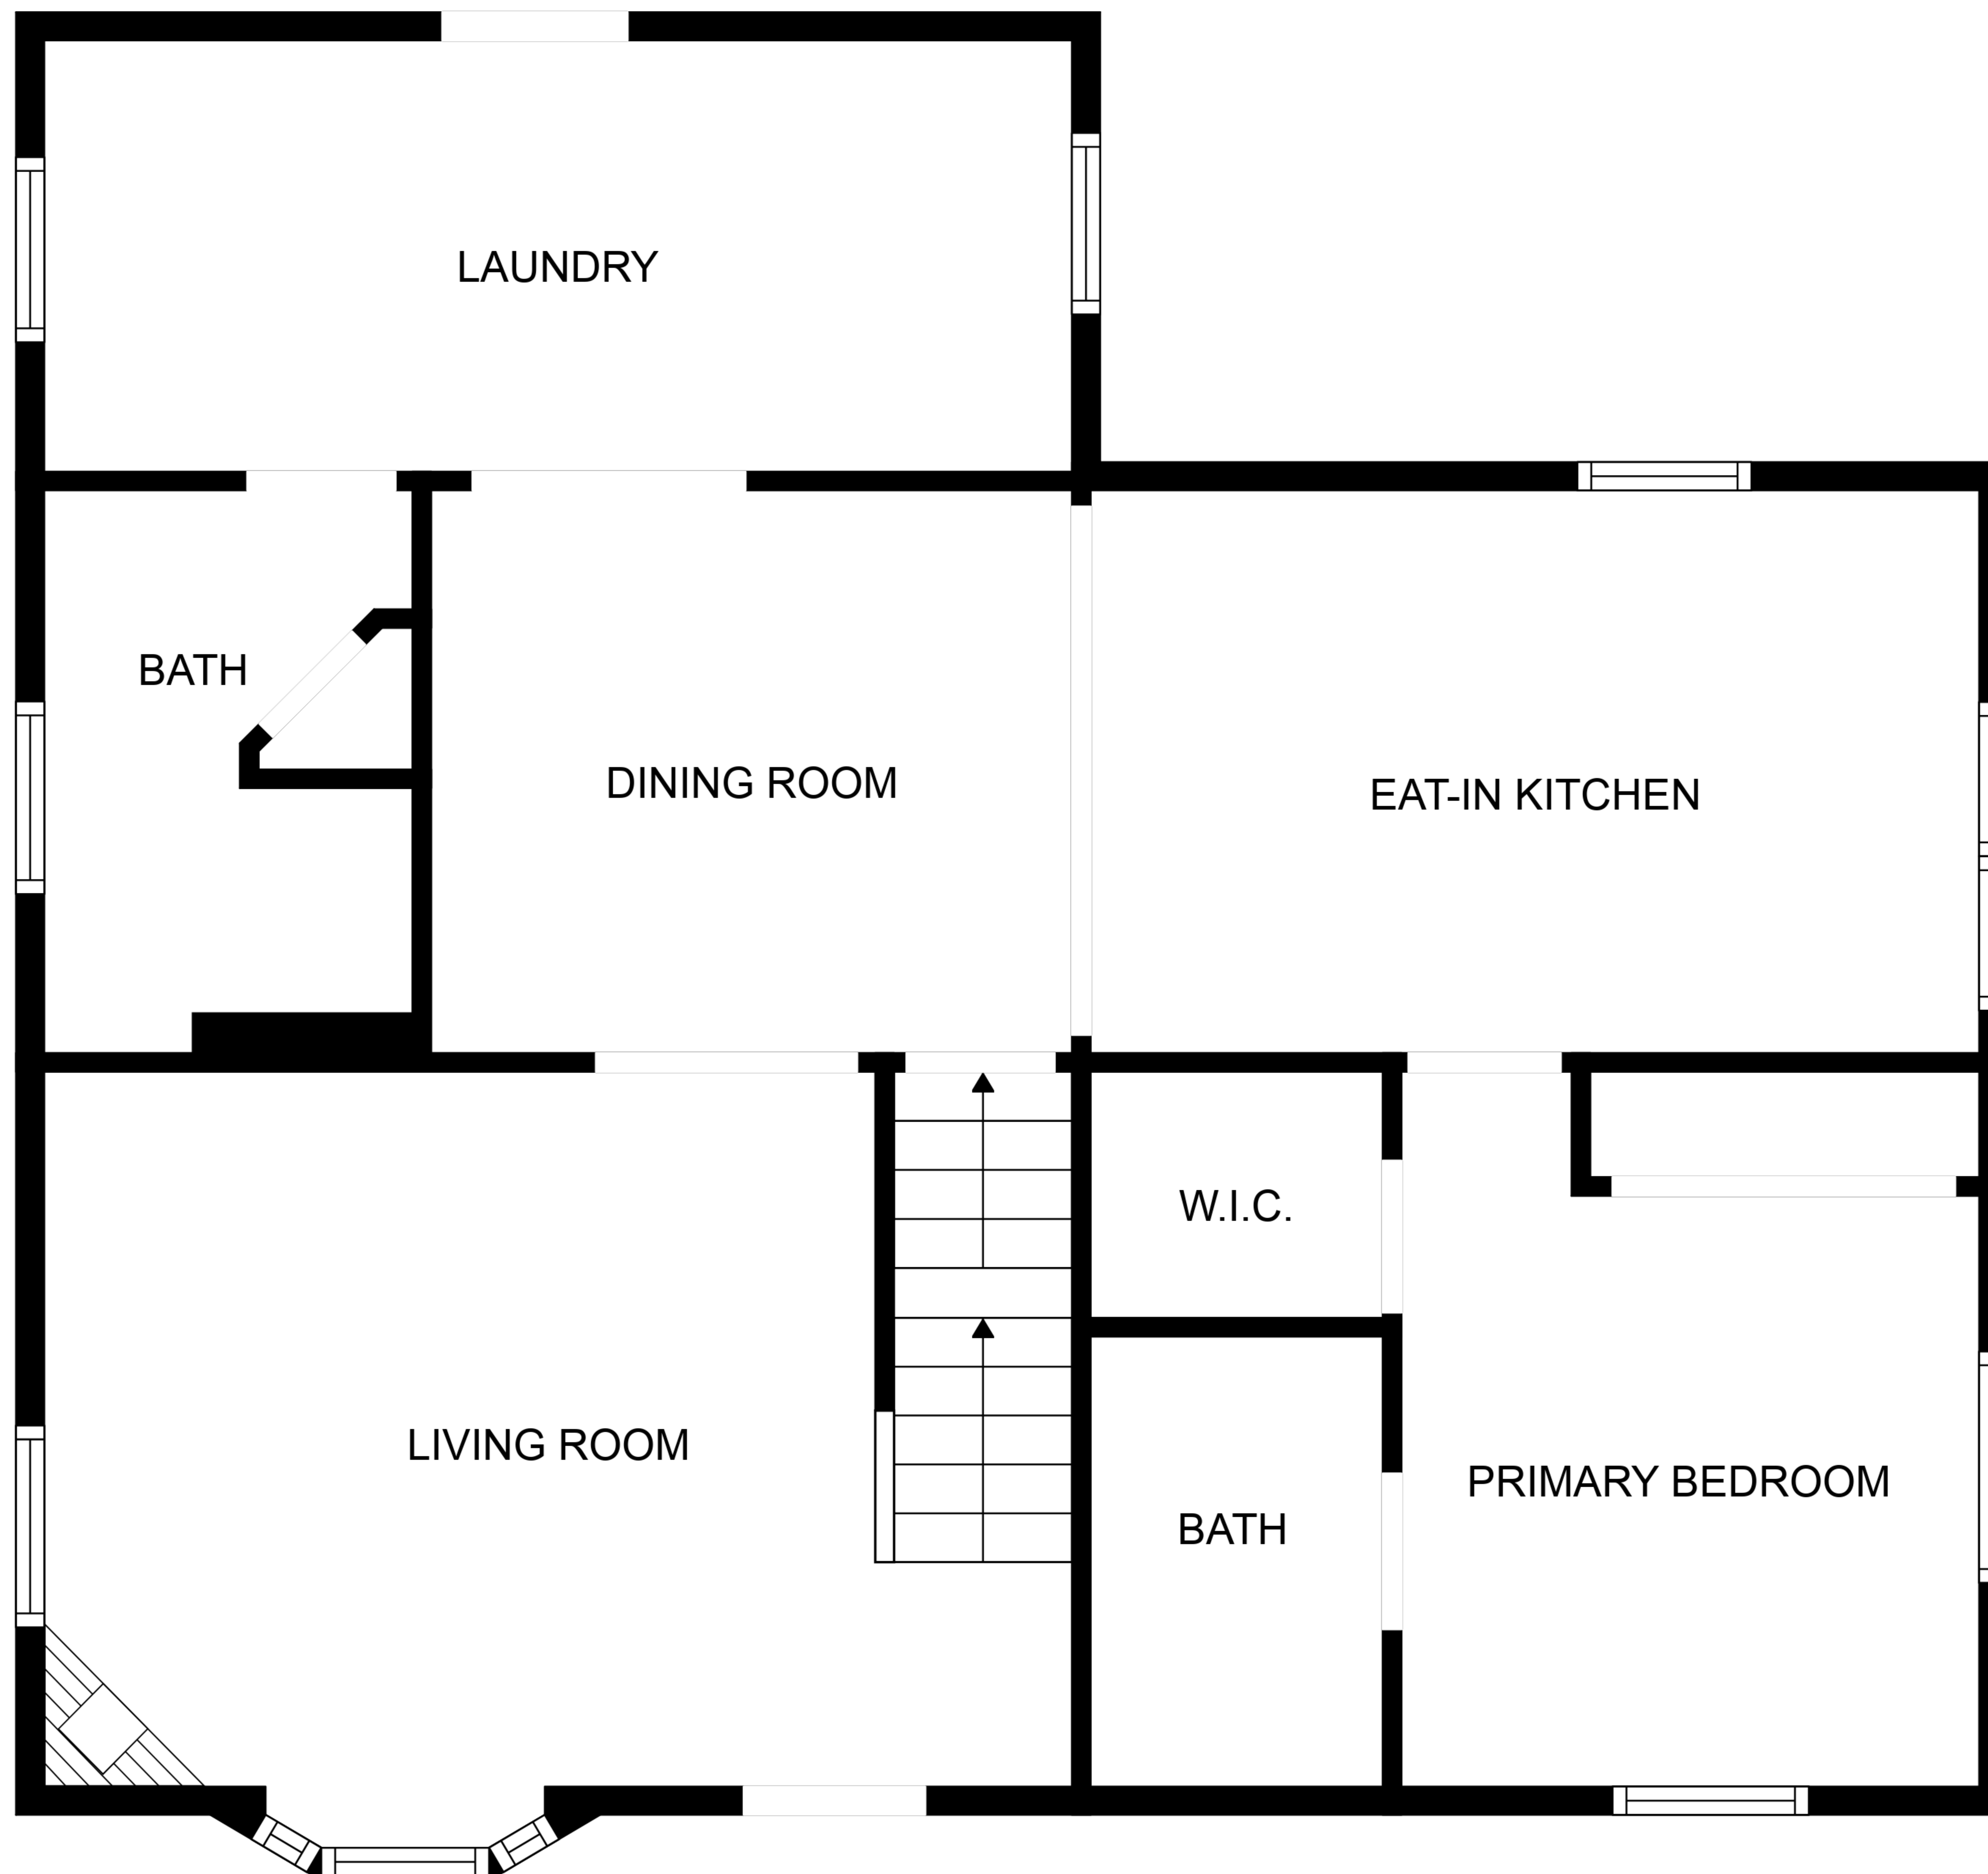 LAUNDRY
BATH
DINING ROOM
EAT-IN KITCHEN
W.I.C.
LIVING ROOM
PRIMARY BEDROOM
BATH